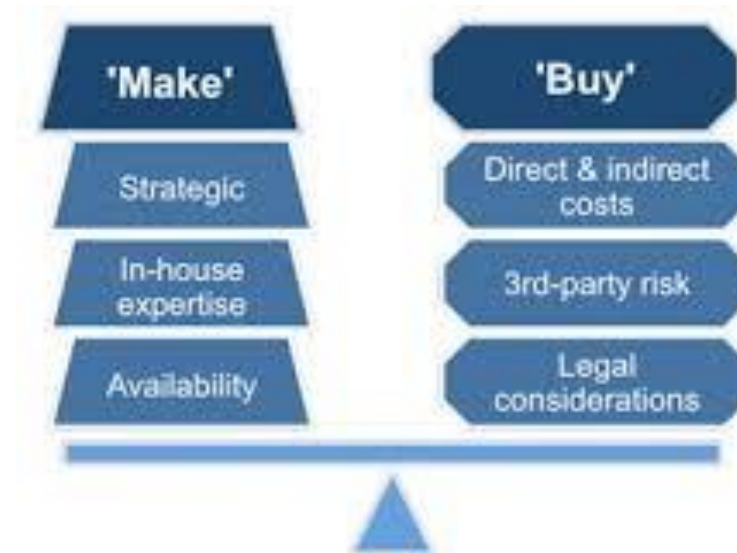 'Make'
Strategic
In-house
expertise
Availability
'Buy'
Direct & indirect
costs
3rd-party risk
Legal
considerations